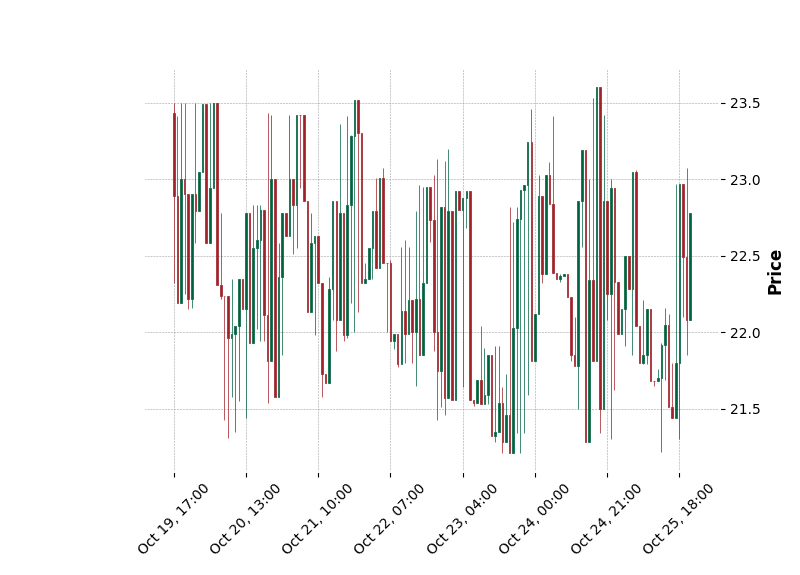 23.5
23.0
22.5
22.0
21.5
Price
Oct 19, 17:00
Oct 20, 13:00
Oct 21, 10:00
Oct 22, 07:00
Oct 23, 04:00
Oct 24, 00:00
Oct 24, 21:00
Oct 25, 18:00